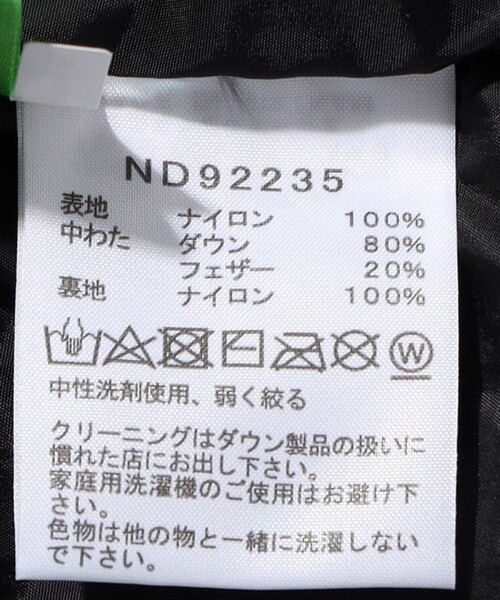 ND92235
表地 ナイロン 100%
中わた ダウン 80%
フェザー 20%
裏地 ナイロン 100%
W
中性洗剤使用、弱く絞る
クリーニングはダウン製品の扱いに
慣れた店にお出し下さい。
家庭用洗濯機のご使用はお避け下
さい。
色物は他の物と一緒に洗濯しない
で下さい。